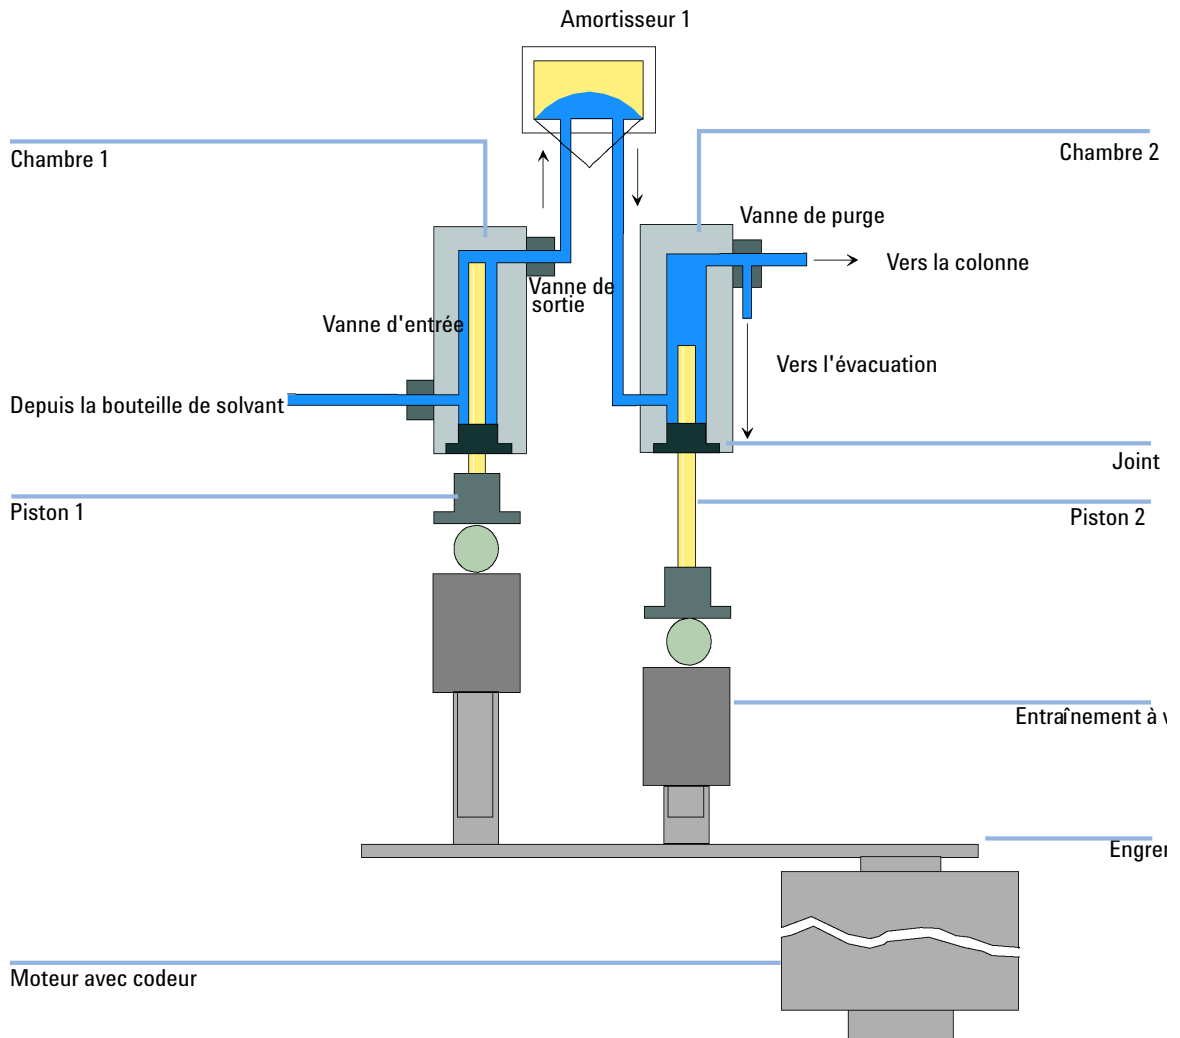 Amortisseur 1
Chambre 1
Chambre 2
Vanne de purge
Vers la colonne
Vanne de
sortie
Vanne d'entrée
Vers l'évacuation
Depuis la bouteille de solvant
Joint
Piston 1
Piston 2
Entraînement à
Moteur avec codeur